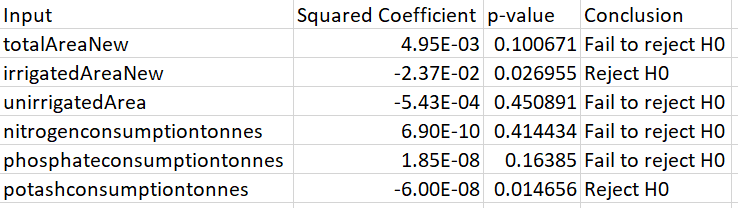 Input Squared Coefficient p-value Conclusion
totalAreaNew 4.95E-03 0.100671 Fail to reject H0
irrigatedAreaNew -2.37E-02 0.026955 Reject H0
unirrigatedArea -5.43E-04 0.450891 Fail to reject H0
nitrogenconsumptiontonnes 6.90E-10 0.414434 Fail to reject H0
phosphateconsumptiontonnes 1.85E-08 0.16385 Fail to reject H0
potashconsumptiontonnes -6.00E-08 0.014656 Reject H0